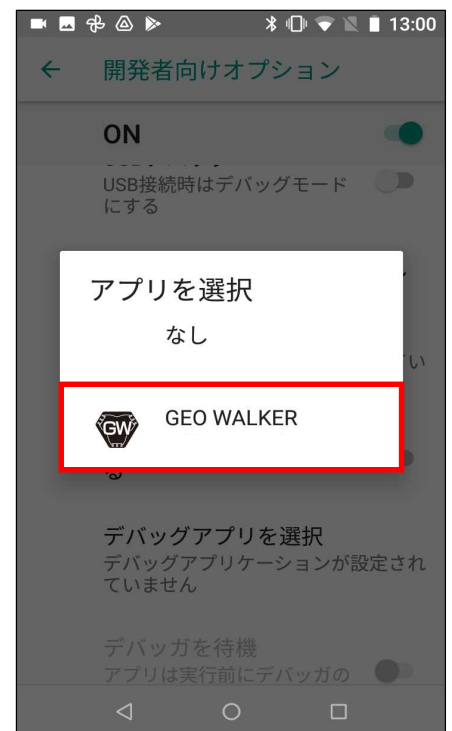 13:00
開発者向けオプション
ON
USB接続時はデバッグモード
にする
アプリを選択
なし
い
GW
GEO WALKER
る
デバッグアプリを選択
デバッグアプリケーションが設定され
ていません
デバッガを待機
アプリは実行前にデバッガの